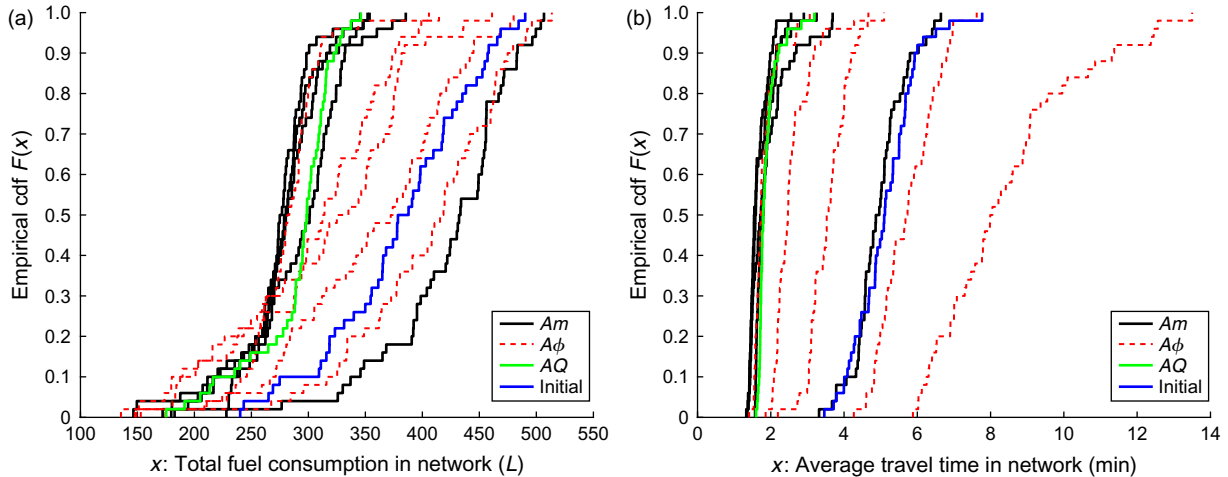 (a)
Empirical cdf F(x)
1.0
0.9
0.8
0.7
0.6
0.5
0.4
0.3
0.2
0.1
0
100 150 200 250 300 350 400 450 500 550
x: Total fuel consumption in network (L)
Am
Aϕ
AQ
Initial
(b)
Empirical cdf F(x)
1.0
0.9
0.8
0.7
0.6
0.5
0.4
0.3
0.2
0.1
0
0 2 4 6 8 10 12 14
x: Average travel time in network (min)
Am
Aϕ
AQ
Initial